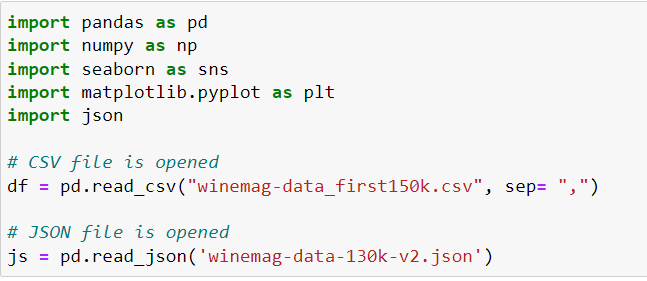 import pandas as pd
import numpy as np
import seaborn as sns
import matplotlib.pyplot as plt
import json
# CSV file is opened
df = pd.read_csv("winemag-data_first150k.csv", sep= ",")
# JSON file is opened
js = pd.read_json('winemag-data-130k-v2.json')